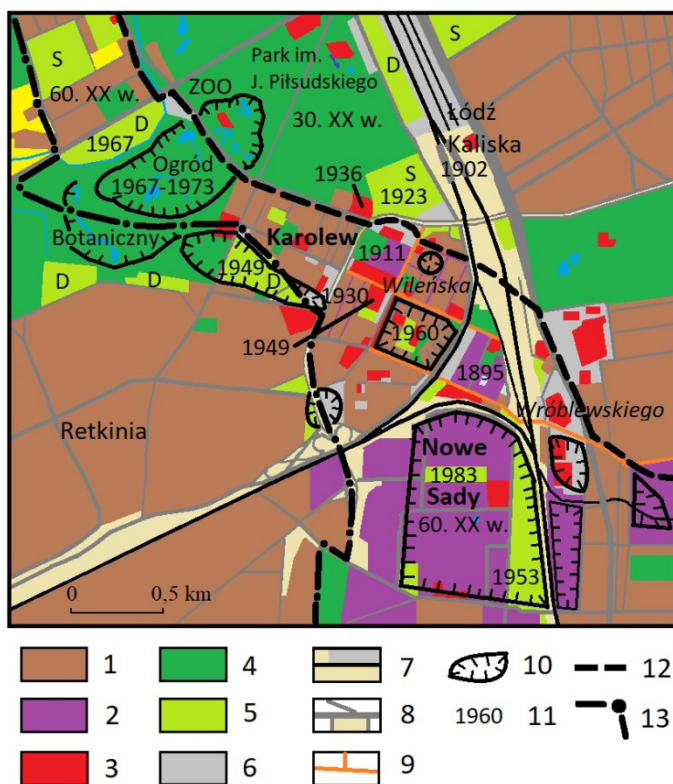 S
S
Park im.
J. Piłsudskiego
D
60. XX w.
ZOO
30. XX w.
Łódź
Kaliska
1902
D
1967
Ogród
1967-1973
1936
S
1923
Botaniczny
Karolew
1911
D
D
1949
D
1930
Wileńska
1949
1960
1895
Wróblewskiego
Retkinia
Nowe
1983
Sady
60. XX w.
1953
0 0,5 km
1 4 7 10 12
2 5 8 1960 11 13
3 6 9